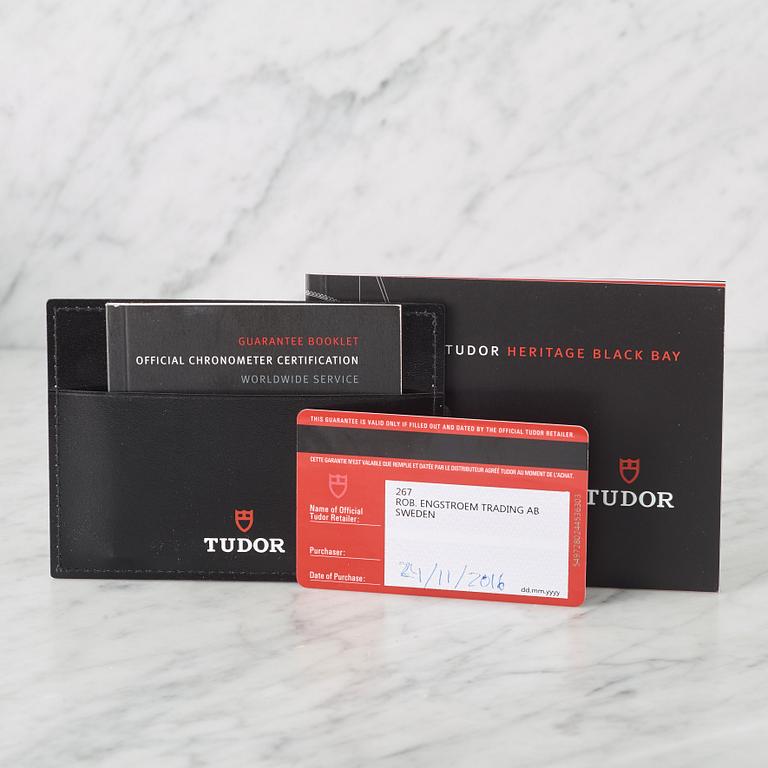 GUARANTEE BOOKLET
OFFICIAL CHRONOMETER CERTIFICATION
WORLDWIDE SERVICE
TUDOR
TUDOR HERITAGE BLACK BAY
TUDOR
THIS GUARANTEE IS VALID ONLY IF FILLED OUT AND DATED BY THE OFFICIAL TUDOR RETAILER.
CETTE GARANTIE N'EST VALABLE QUE REMPLIE ET DATÉE PAR LE DISTRIBUTEUR AGRÉÉ TUDOR AU MOMENT DE L'ACHAT.
Name of Official
Tudor Retailer:
267
ROB. ENGSTROEM TRADING AB
SWEDEN
Purchaser:
Date of Purchase:
24/11/2016
dd.mm.yyyy